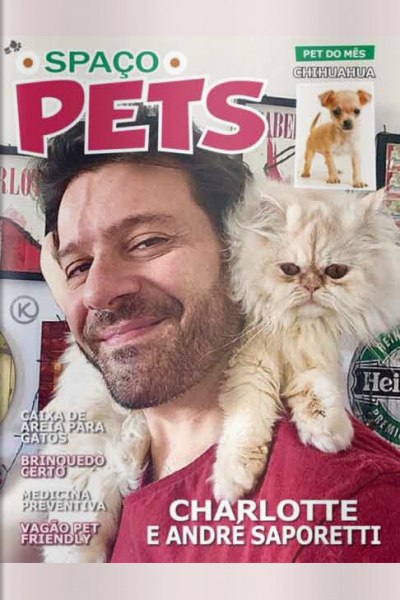 SPAÇO
PETS
PET DO MÊS
CHIHUAHUA
K
Hei
CAIXA DE
AREIA PARA
GATOS
BRINQUEDO
CERTO
MEDICINA
PREVENTIVA
VAGÃO PET
FRIENDLY
CHARLOTTE
E ANDRÉ SAPORETTI